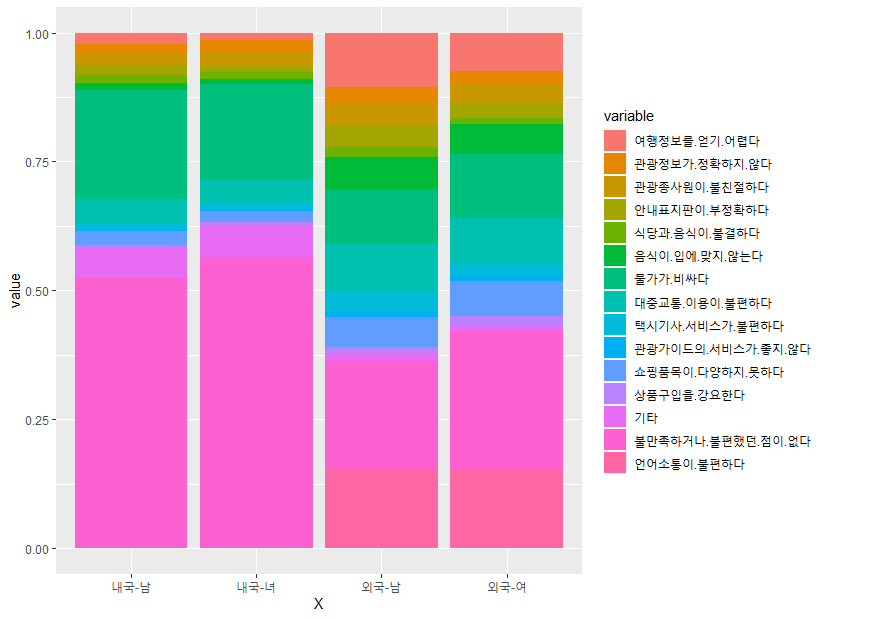 1.00
0.75
0.50
0.25
0.00
value
내국-남
내국-녀
외국-남
외국-여
X
variable
여행정보를.얻기.어렵다
관광정보가.정확하지.않다
관광종사원이.불친절하다
안내표지판이.부정확하다
식당과.음식이.불결하다
음식이.입에.맞지.않는다
물가가.비싸다
대중교통.이용이.불편하다
택시기사.서비스가.불편하다
관광가이드의.서비스가.좋지.않다
쇼핑품목이.다양하지.못하다
상품구입을.강요한다
기타
불만족하거나.불편했던.점이.없다
언어소통이.불편하다